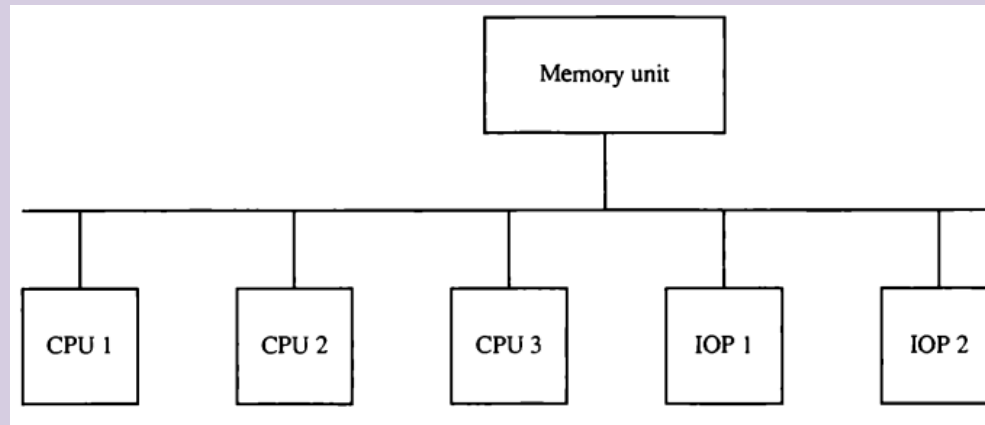 Memory unit
CPU 1
CPU 2
CPU 3
IOP 1
IOP 2